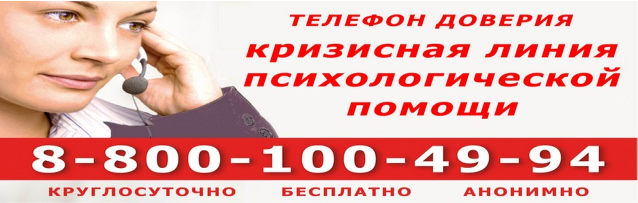 ТЕЛЕФОН ДОВЕРИЯ
кризисная линия
психологической
помощи
8-800-100-49-94
КРУГЛОСУТОЧНО БЕСПЛАТНО АНОНИМНО